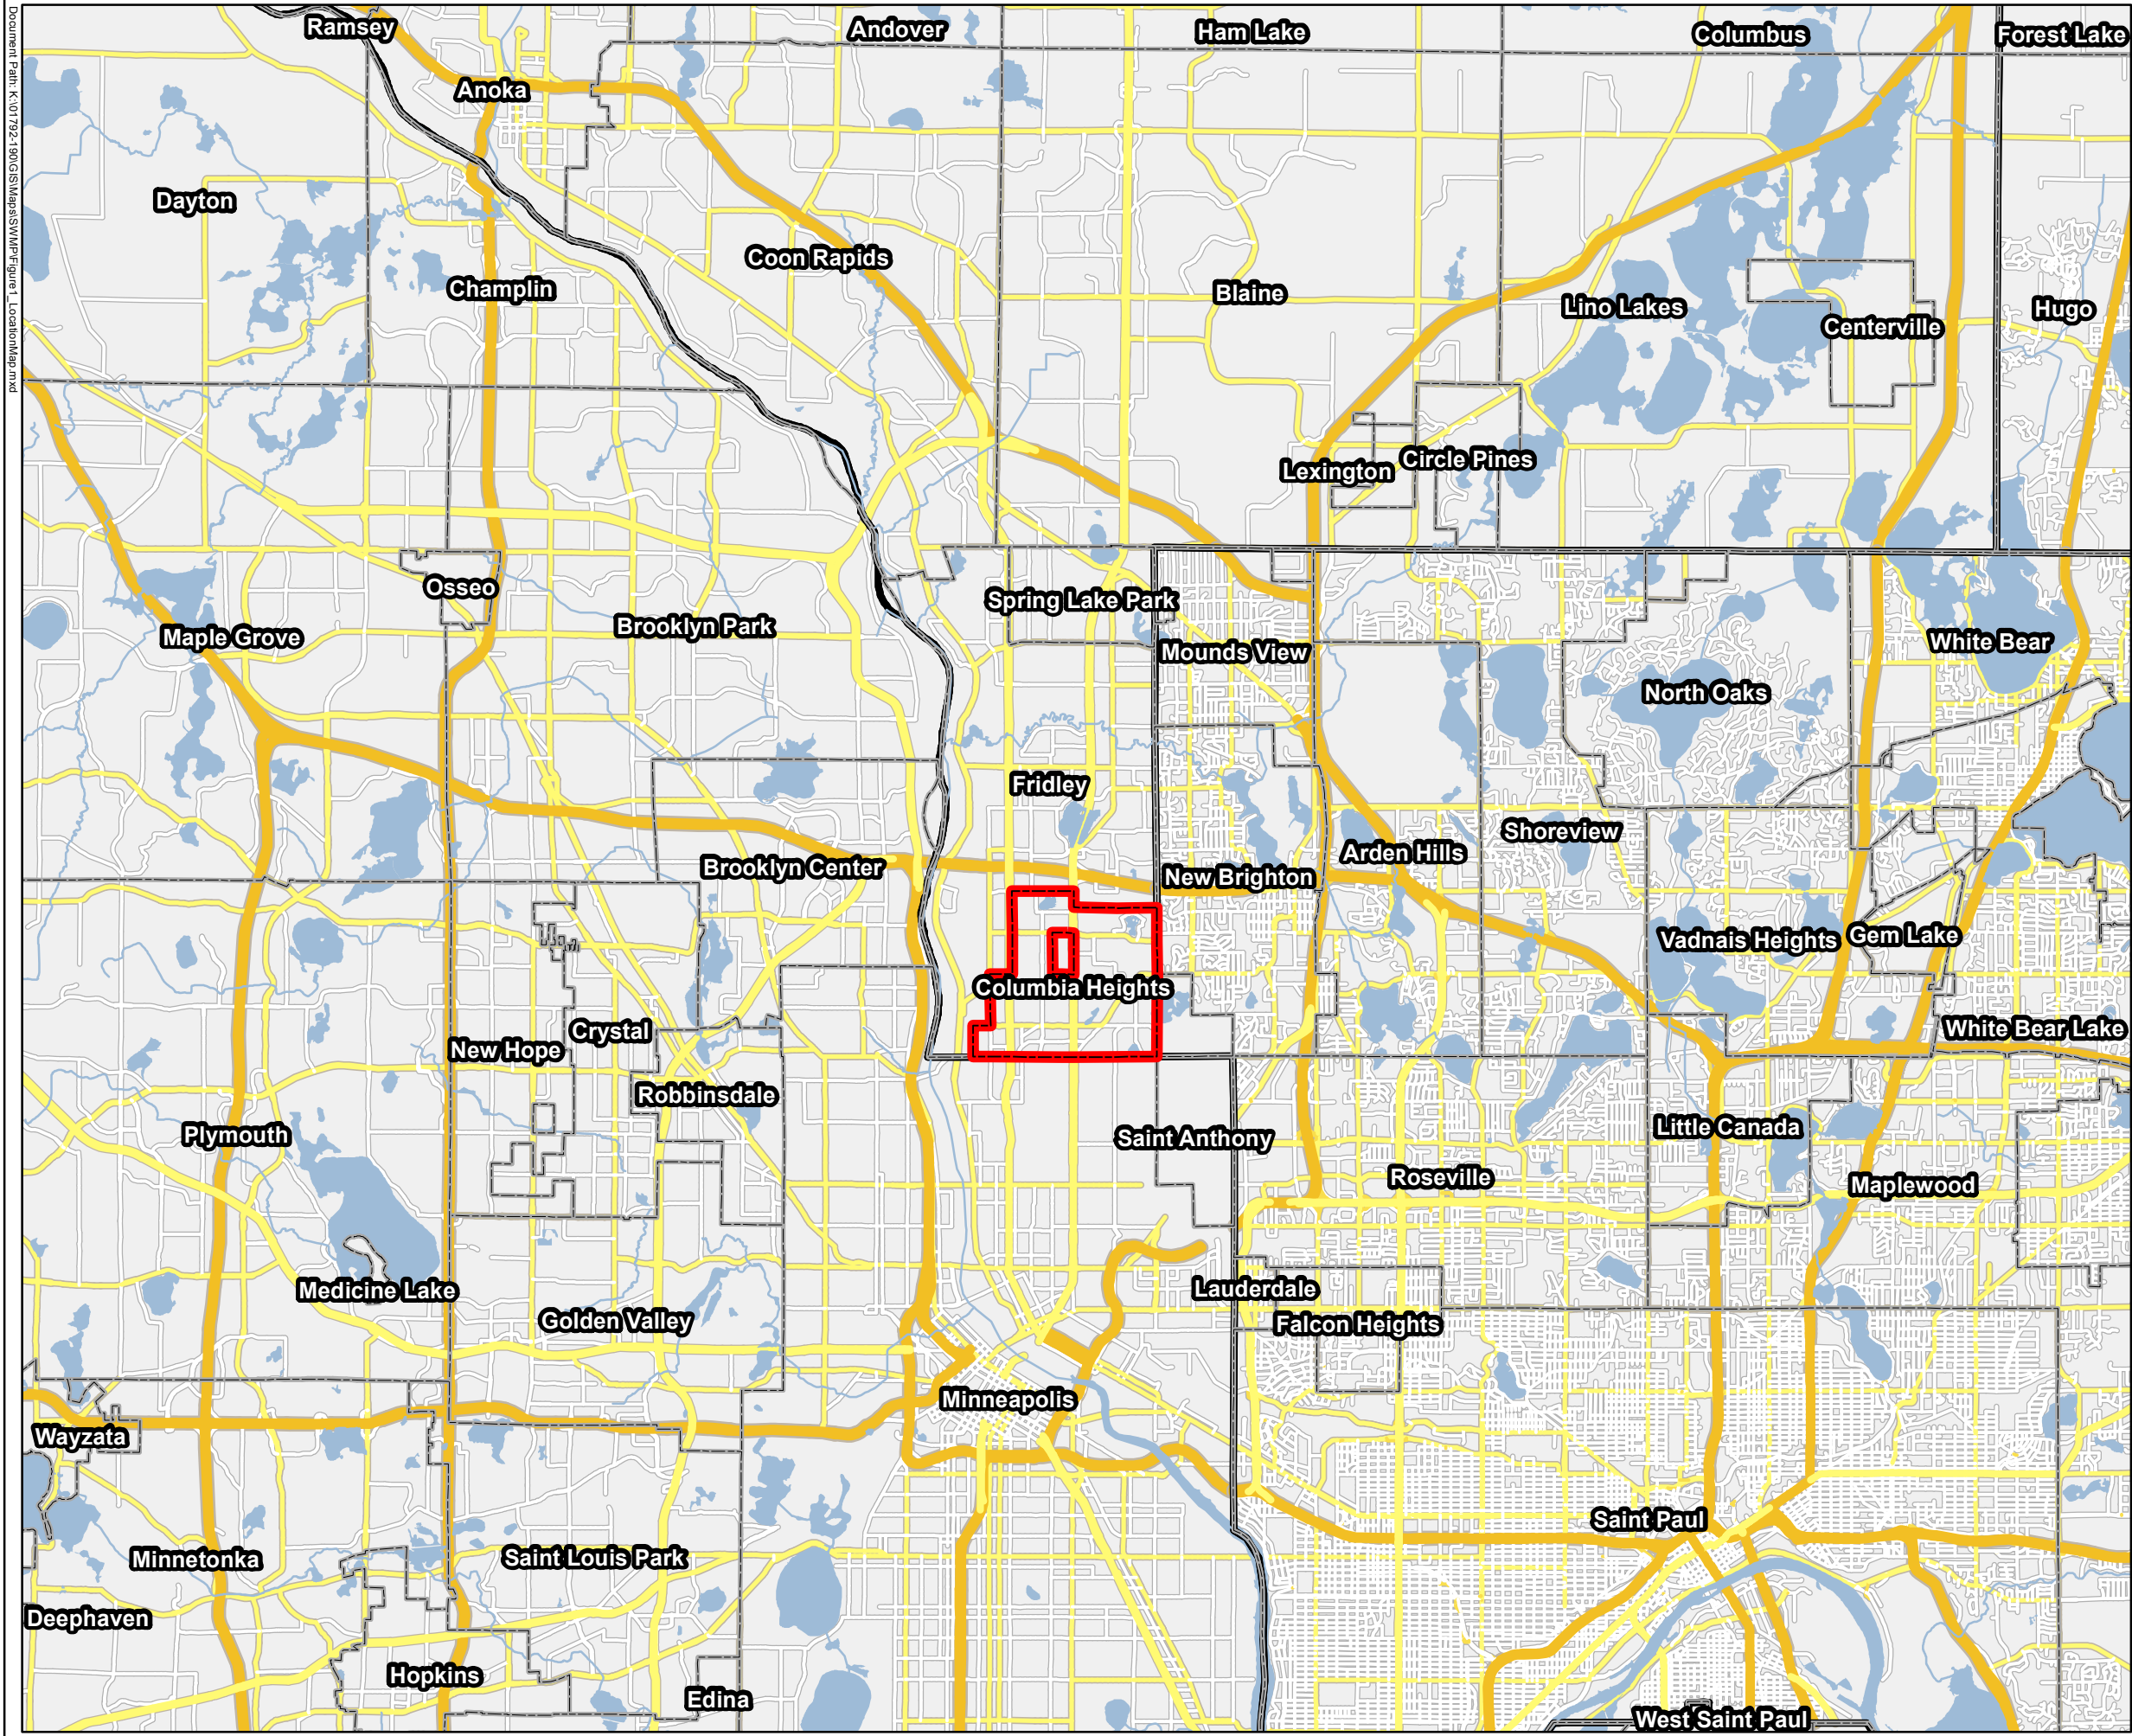 Document Path: K:\01792-190\GIS\Maps\SWMP\Figure1_LocationMap.mxd
Ramsey
Andover
Ham Lake
Columbus
Forest Lake
Anoka
Dayton
Coon Rapids
Champlin
Blaine
Lino Lakes
Centerville
Hugo
Lexington
Circle Pines
Osseo
Spring Lake Park
Brooklyn Park
Maple Grove
Mounds View
White Bear
North Oaks
Fridley
Shoreview
Arden Hills
Brooklyn Center
New Brighton
Vadnais Heights
Gem Lake
Columbia Heights
Crystal
New Hope
White Bear Lake
Robbinsdale
Plymouth
Saint Anthony
Little Canada
Roseville
Maplewood
Medicine Lake
Lauderdale
Golden Valley
Falcon Heights
Minneapolis
Wayzata
Saint Paul
Minnetonka
Saint Louis Park
Deephaven
Hopkins
Edina
West Saint Paul